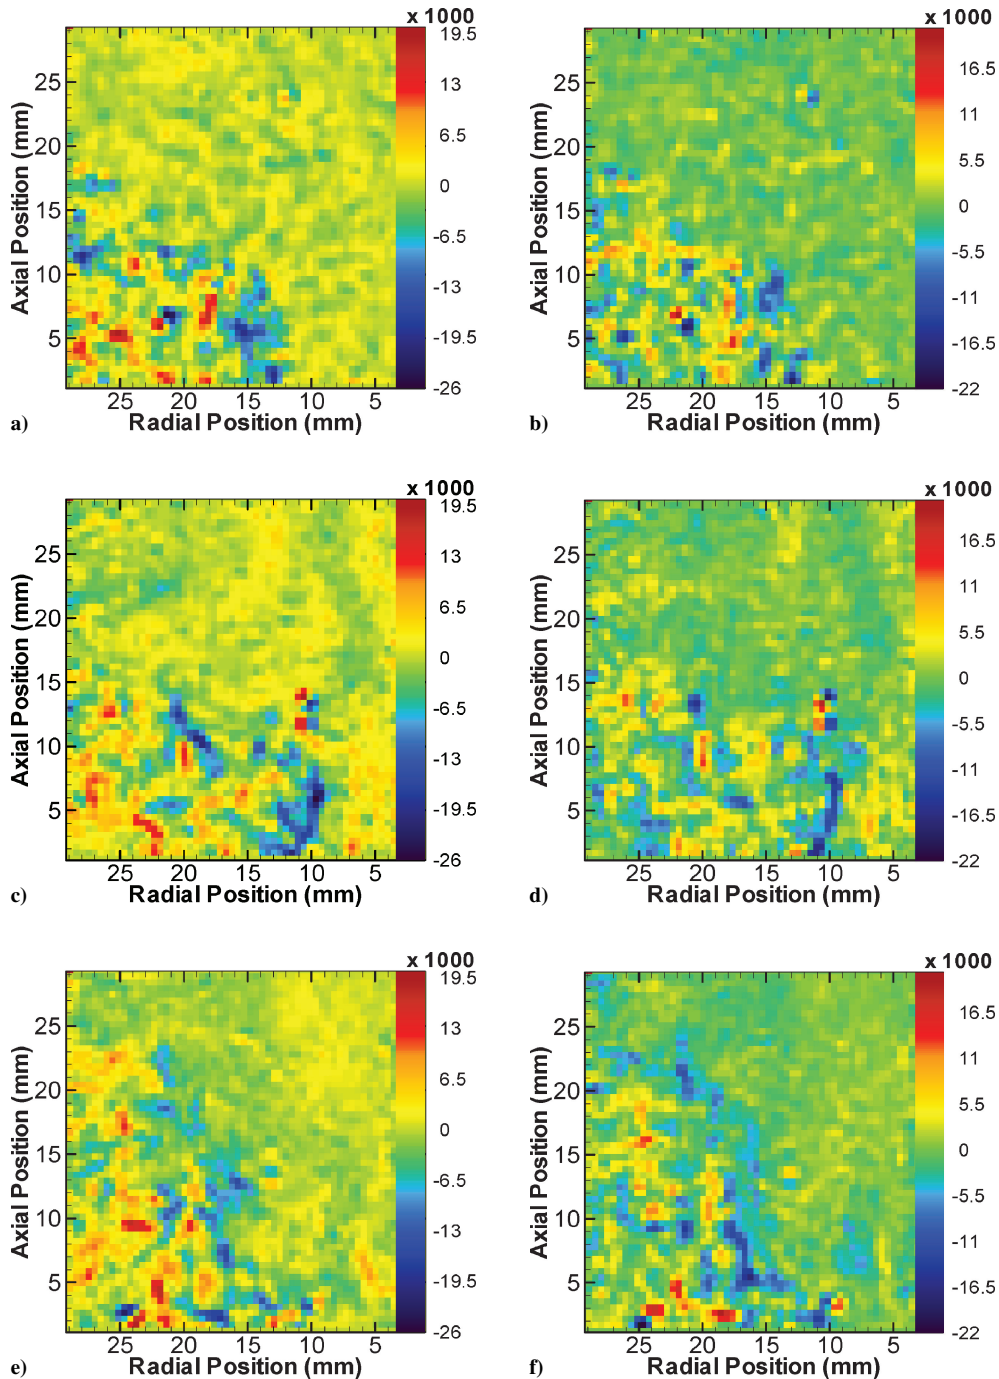 x 1000
19.5
13
6.5
0
-6.5
-13
-19.5
-26
25
20
15
10
5
Axial Position (mm)
25 20 15 10 5
Radial Position (mm)
a)
x 1000
16.5
11
5.5
0
-5.5
-11
-16.5
-22
25
20
15
10
5
Axial Position (mm)
25 20 15 10 5
Radial Position (mm)
b)
x 1000
19.5
13
6.5
0
-6.5
-13
-19.5
-26
25
20
15
10
5
Axial Position (mm)
25 20 15 10 5
Radial Position (mm)
c)
x 1000
16.5
11
5.5
0
-5.5
-11
-16.5
-22
25
20
15
10
5
Axial Position (mm)
25 20 15 10 5
Radial Position (mm)
d)
x 1000
19.5
13
6.5
0
-6.5
-13
-19.5
-26
25
20
15
10
5
Axial Position (mm)
25 20 15 10 5
Radial Position (mm)
e)
x 1000
16.5
11
5.5
0
-5.5
-11
-16.5
-22
25
20
15
10
5
Axial Position (mm)
25 20 15 10 5
Radial Position (mm)
f)